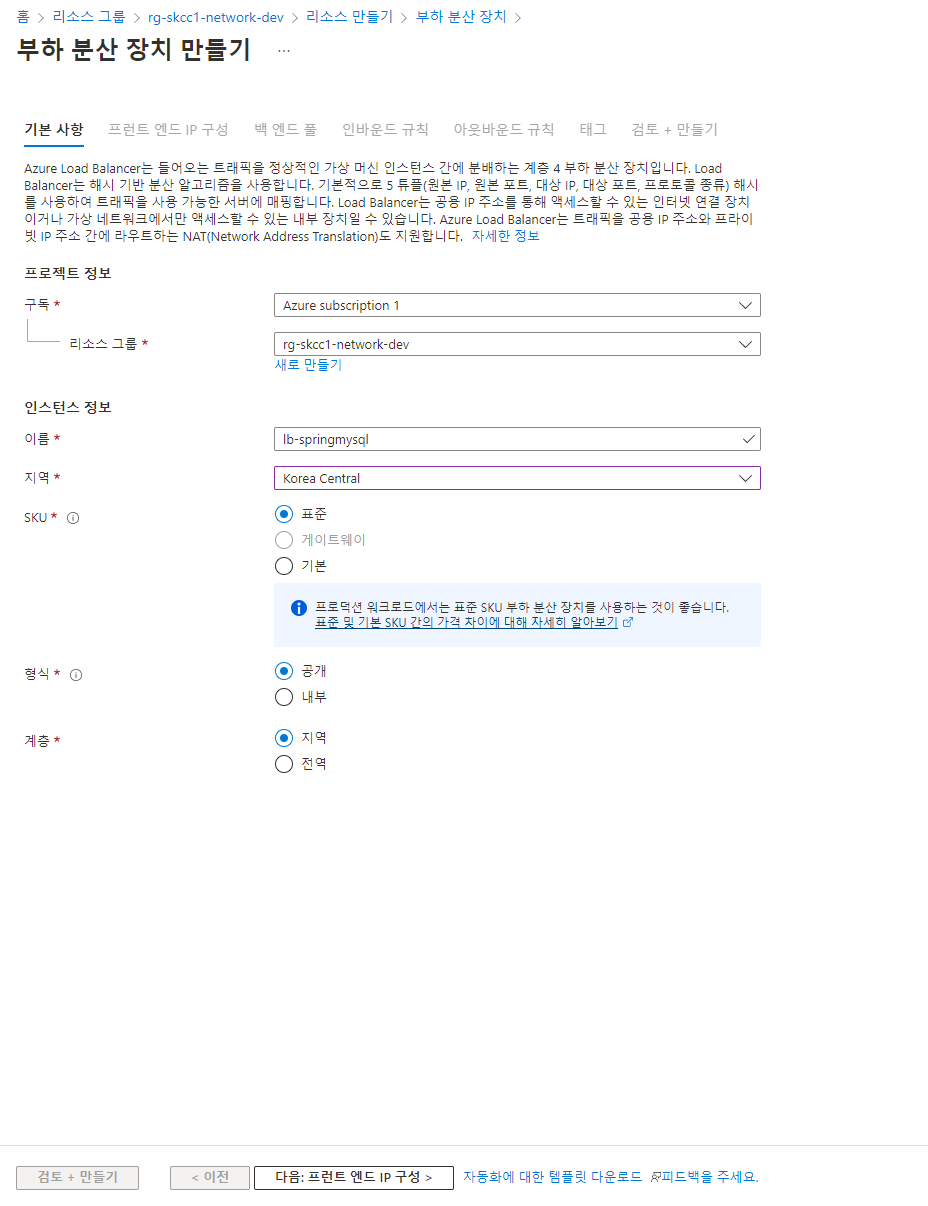 홈 > 리소스 그룹 > rg-skcc1-network-dev > 리소스 만들기 > 부하 분산 장치 >
부하 분산 장치 만들기 ...
기본 사항 프런트 엔드 IP 구성 백 엔드 풀 인바운드 규칙 아웃바운드 규칙 태그 검토 + 만들기
Azure Load Balancer는 들어오는 트래픽을 정상적인 가상 머신 인스턴스 간에 분배하는 계층 4 부하 분산 장치입니다. Load
Balancer는 해시 기반 분산 알고리즘을 사용합니다. 기본적으로 5 튜플(원본 IP, 원본 포트, 대상 IP, 대상 포트, 프로토콜 종류) 해시
를 사용하여 트래픽을 사용 가능한 서버에 매핑합니다. Load Balancer는 공용 IP 주소를 통해 액세스할 수 있는 인터넷 연결 장치
이거나 가상 네트워크에서만 액세스할 수 있는 내부 장치일 수 있습니다. Azure Load Balancer는 트래픽을 공용 IP 주소와 프라이
빗 IP 주소 간에 라우트하는 NAT(Network Address Translation)도 지원합니다. 자세한 정보
프로젝트 정보
구독 * Azure subscription 1
리소스 그룹 * rg-skcc1-network-dev
새로 만들기
인스턴스 정보
이름 * lb-springmysql
지역 * Korea Central
SKU * 표준
게이트웨이
기본
프로덕션 워크로드에서는 표준 SKU 부하 분산 장치를 사용하는 것이 좋습니다.
표준 및 기본 SKU 간의 가격 차이에 대해 자세히 알아보기
형식 * 공개
내부
계층 * 지역
전역
검토 + 만들기 < 이전 다음: 프런트 엔드 IP 구성 > 자동화에 대한 템플릿 다운로드 피드백을 주세요.